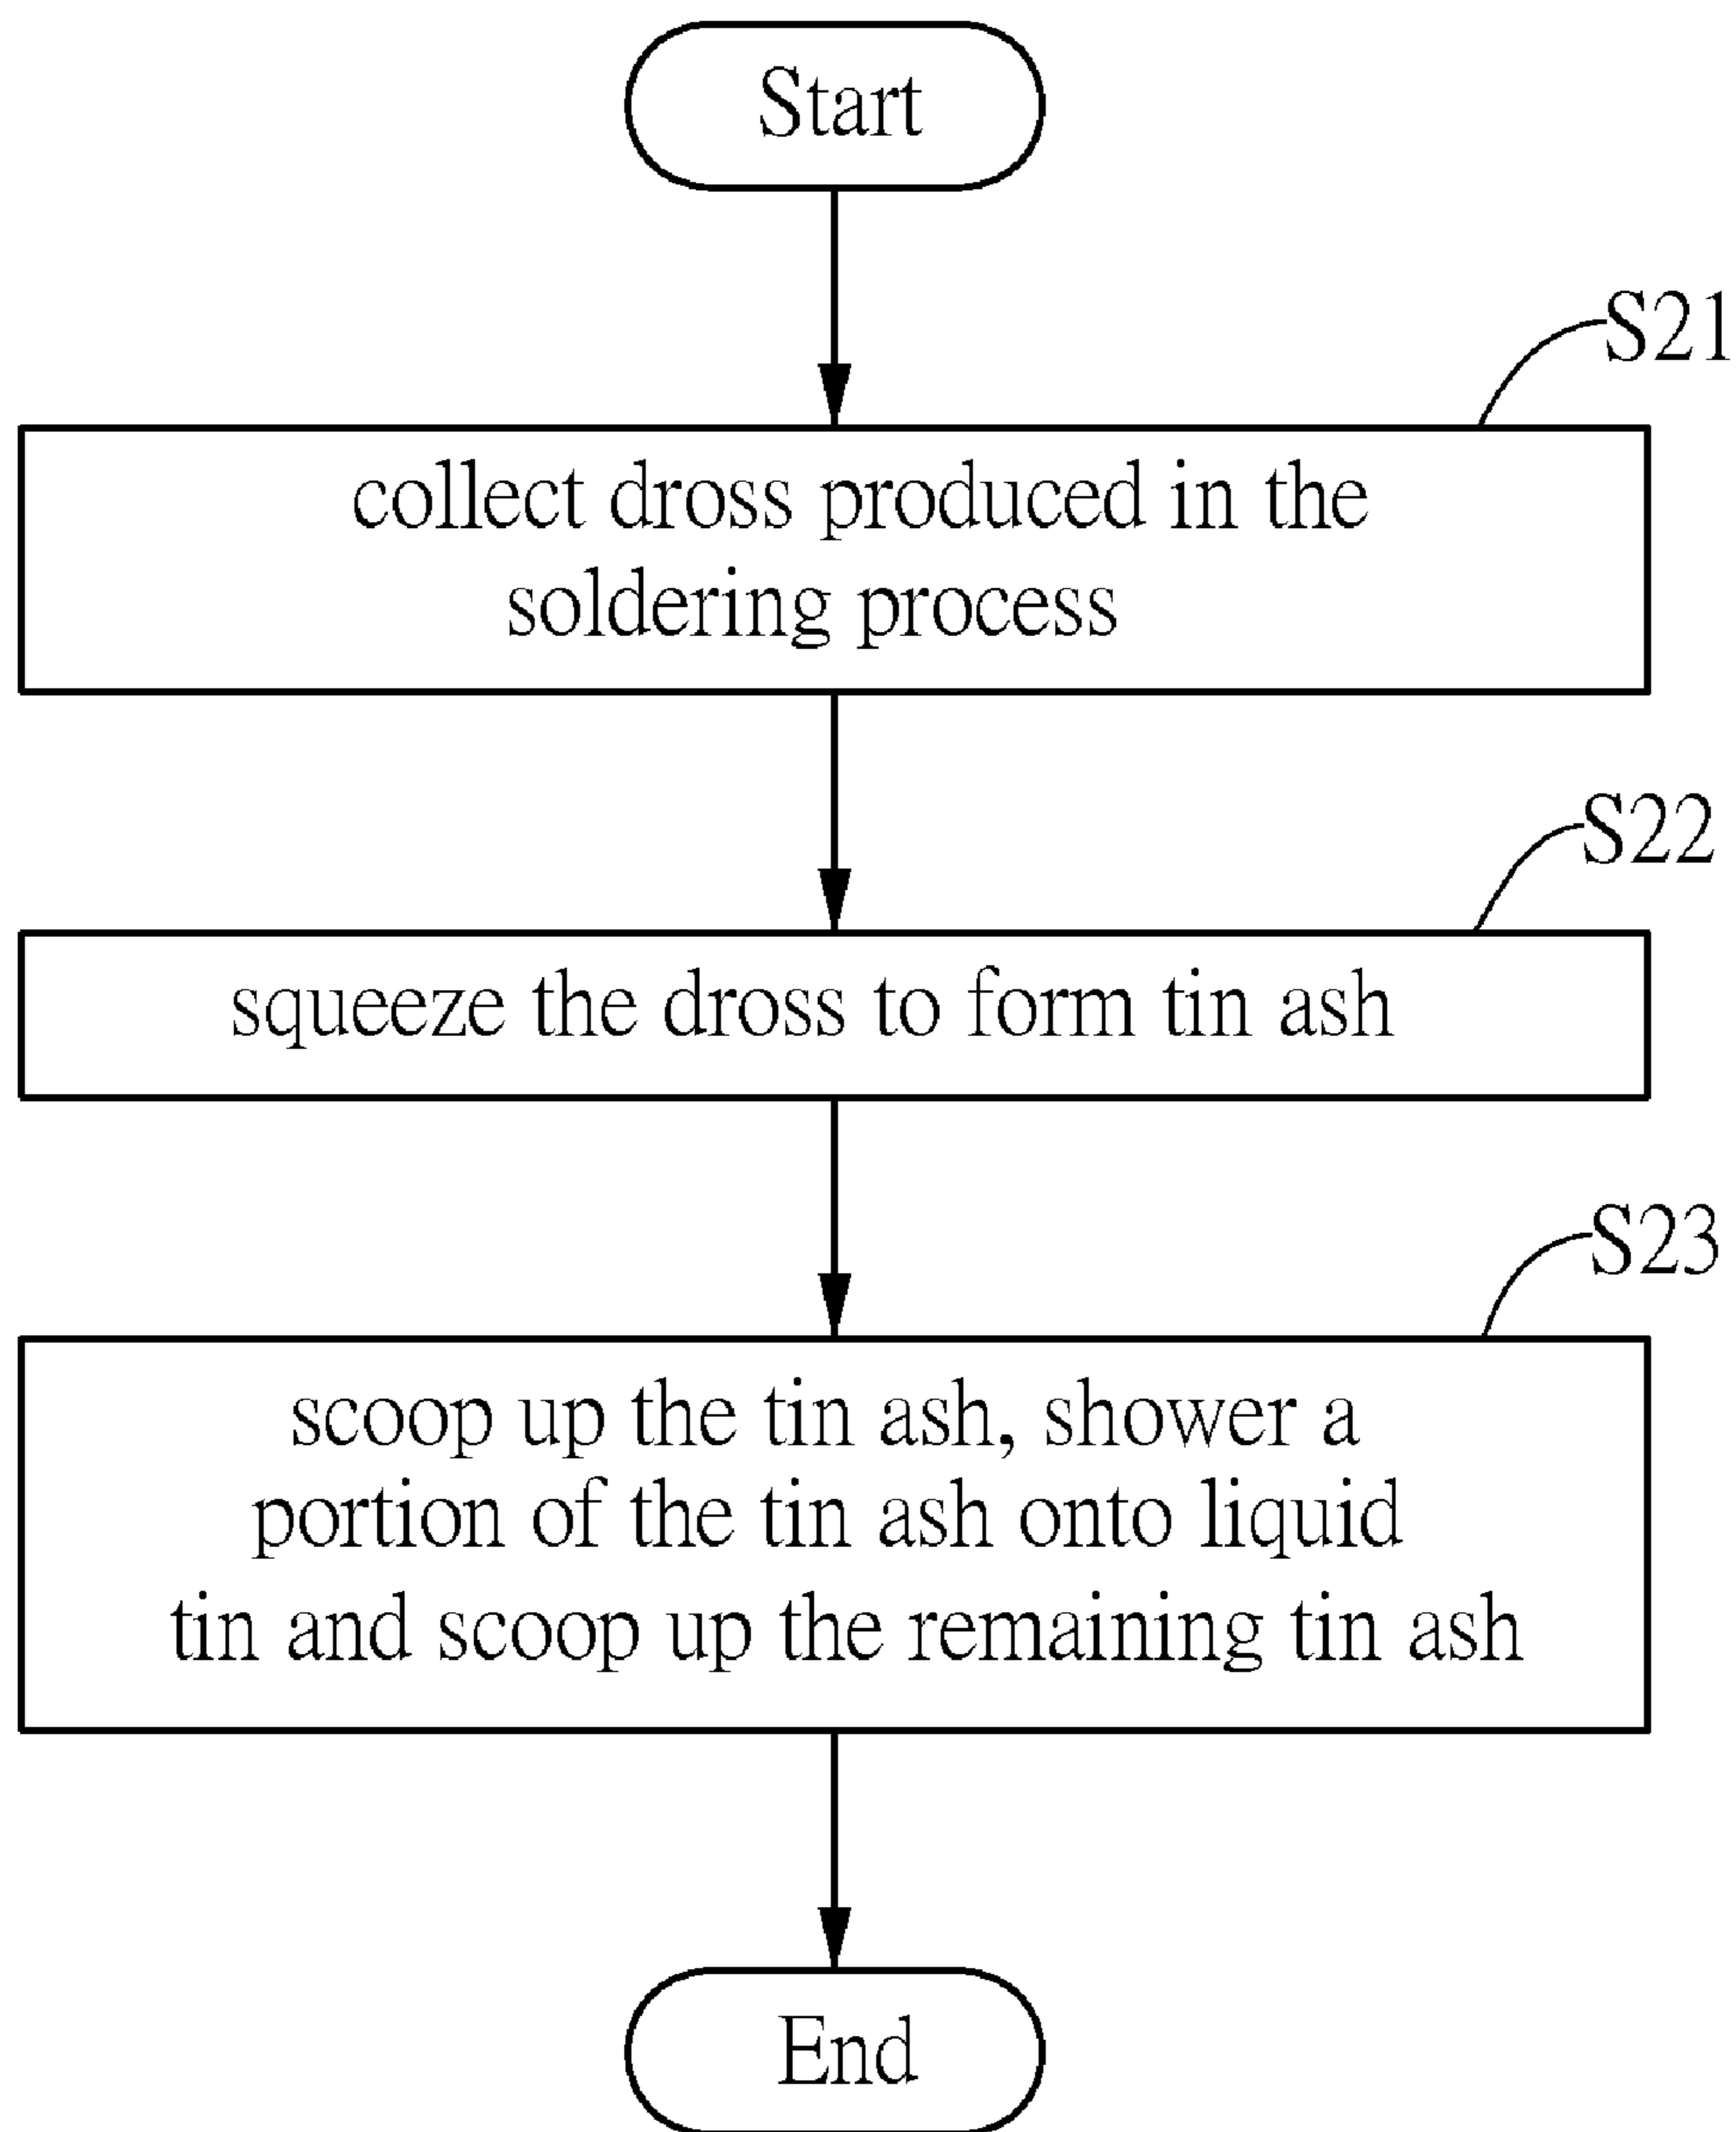 Start
S21
collect dross produced in the
soldering process
S22
squeeze the dross to form tin ash
S23
scoop up the tin ash, shower a
portion of the tin ash onto liquid
tin and scoop up the remaining tin ash
End